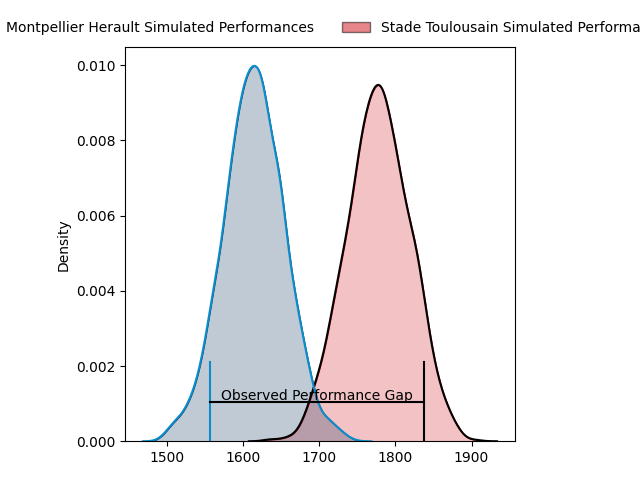 Montpellier Herault Simulated Performances
Stade Toulousain Simulated Performa
0.010
0.008
0.006
0.004
0.002
0.000
Density
Observed Performance Gap
1500 1600 1700 1800 1900